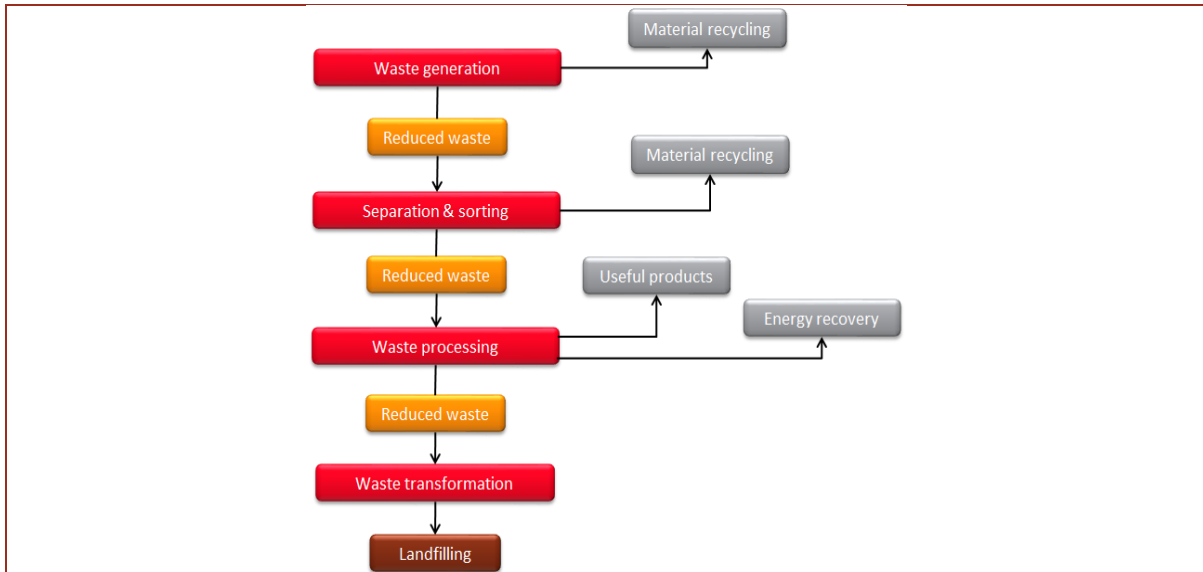 Material recycling
Waste generation
Reduced waste
Material recycling
Separation & sorting
Reduced waste
Useful products
Energy recovery
Waste processing
Reduced waste
Waste transformation
Landfilling